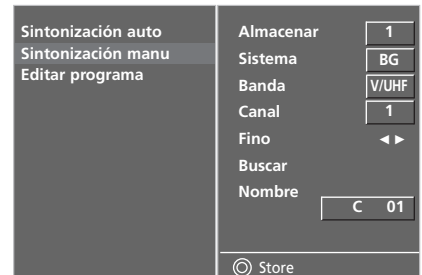 Sintonización auto
Sintonización manu
Editar programa
Almacenar 1
Sistema BG
Banda V/UHF
Canal 1
Fino ◄ ►
Buscar
Nombre
C 01
Store